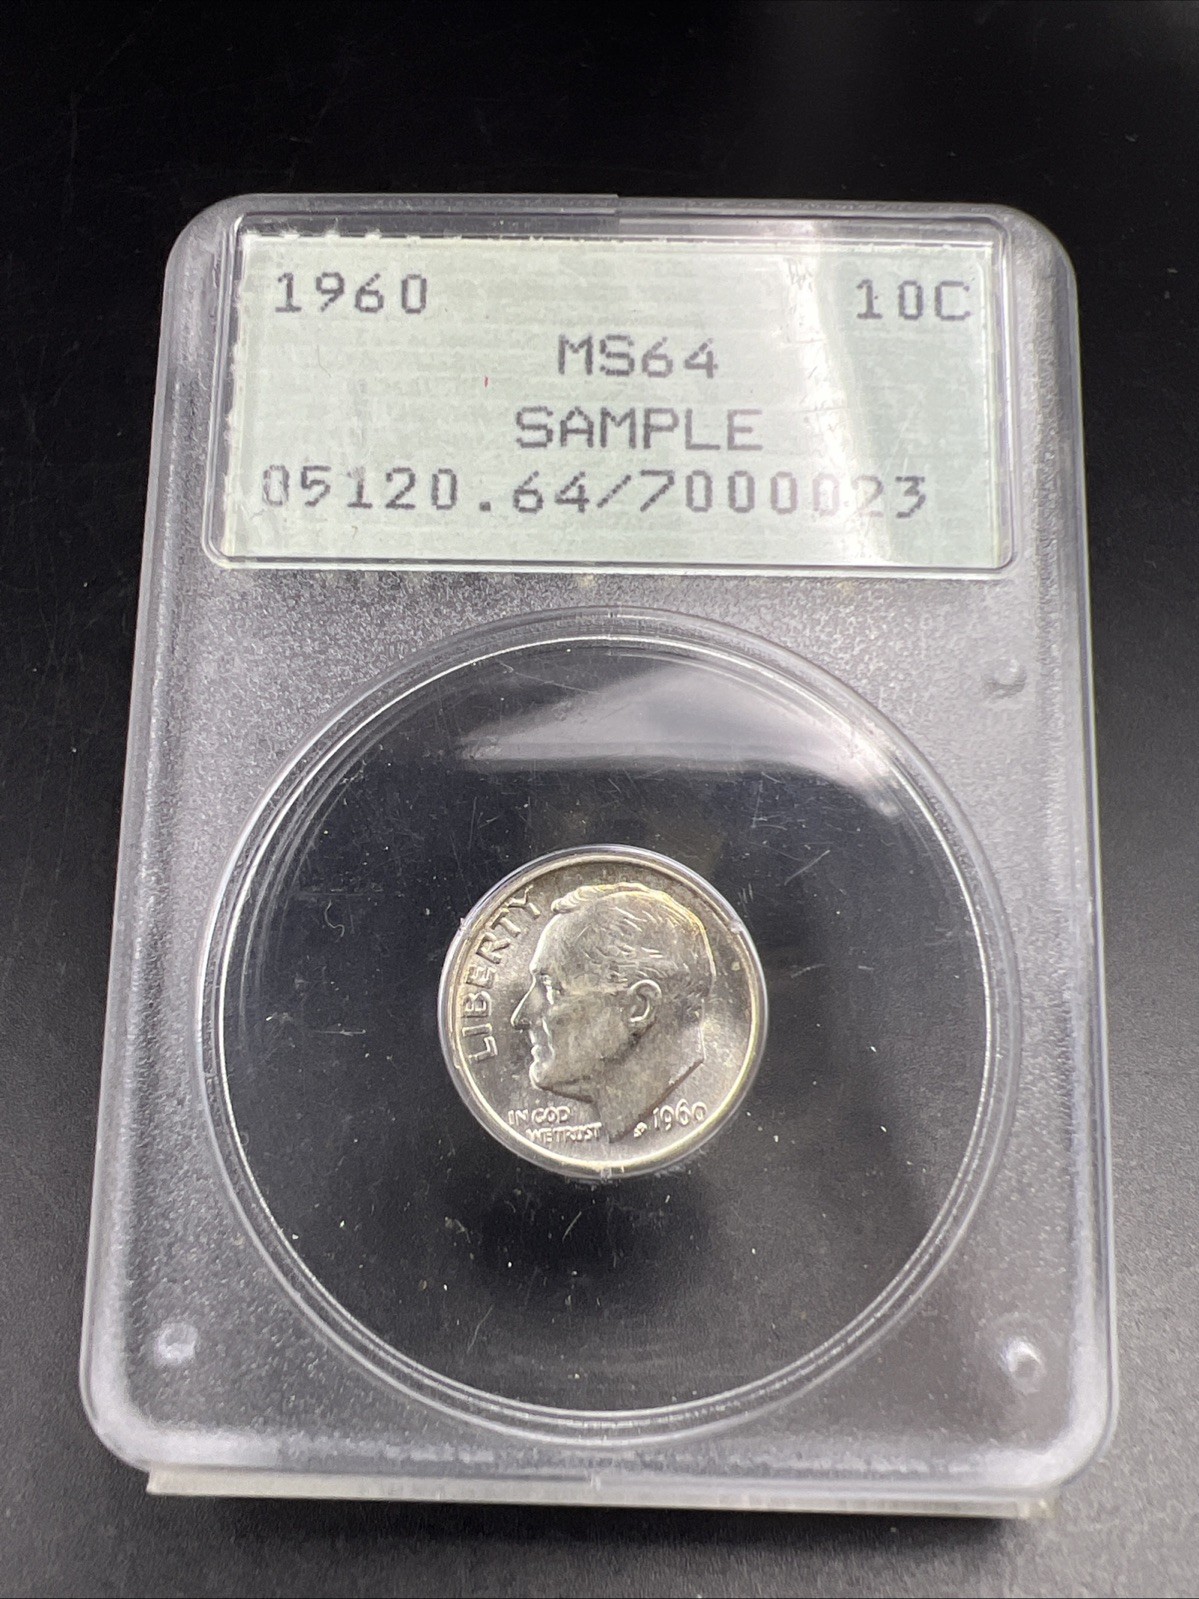 1960 10C
MS64
SAMPLE
05120.64/7000023
LIBERTY
IN GOD
WE TRUST
1960